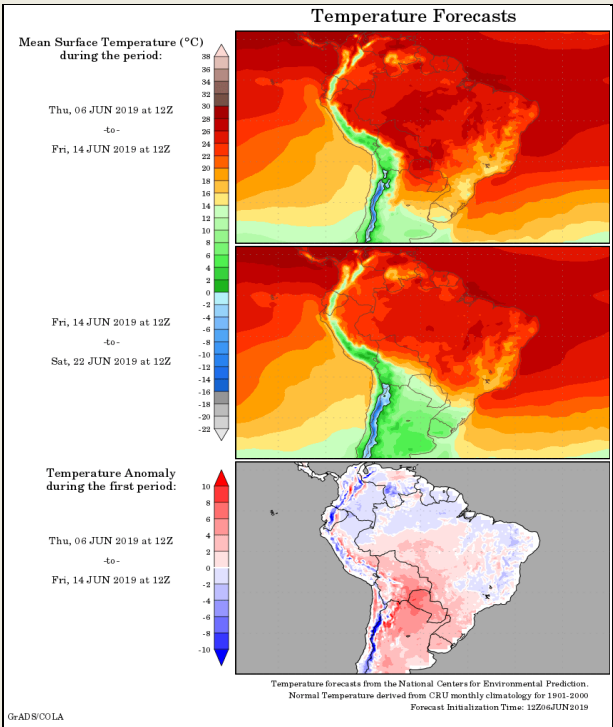 Temperature Forecasts
Mean Surface Temperature (°C)
during the period:
Thu, 06 JUN 2019 at 12Z
-to-
Fri, 14 JUN 2019 at 12Z
38
36
34
32
30
28
26
24
22
20
18
16
14
12
10
8
6
4
2
0
-2
-4
-6
-8
-10
-12
-14
-16
-18
-20
-22
Fri, 14 JUN 2019 at 12Z
-to-
Sat, 22 JUN 2019 at 12Z
Temperature Anomaly
during the first period:
Thu, 06 JUN 2019 at 12Z
-to-
Fri, 14 JUN 2019 at 12Z
10
8
6
4
2
0
-2
-4
-6
-8
-10
Temperature forecasts from the National Centers for Environmental Prediction.
Normal Temperature derived from CRU monthly climatology for 1901-2000
Forecast Initialization Time: 12Z06JUN2019
GrADS/COLA